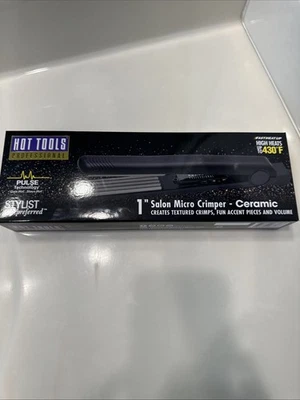 HOT TOOLS
PROFESSIONAL
HIGH HEATS
430°F
PULSE
Technology
STYLIST
preferred™
1" Salon Micro Crimper - Ceramic
CREATES TEXTURED CRIMPS, FUN ACCENT PIECES AND VOLUME